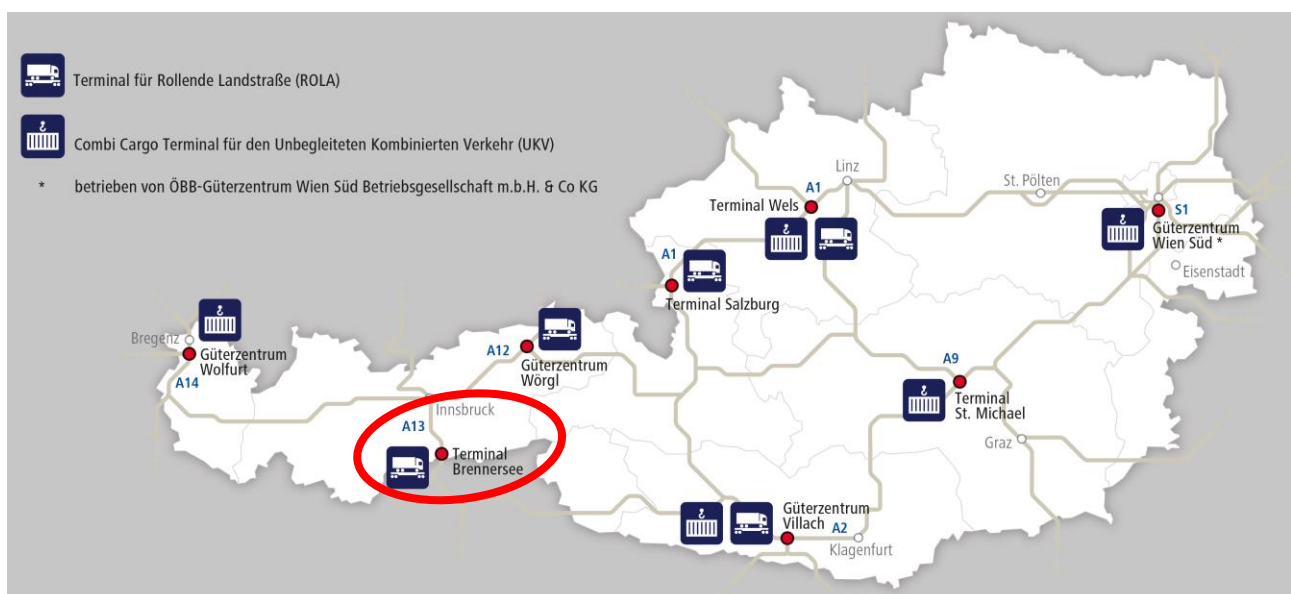 Terminal für Rollende Landstraße (ROLA)
Combi Cargo Terminal für den Unbegleiteten Kombinierten Verkehr (UKV)
* betrieben von ÖBB-Güterzentrum Wien Süd Betriebsgesellschaft m.b.H. & Co KG
Linz
St. Pölten
A1
Terminal Wels
S1
Güterzentrum
Wien Süd *
Eisenstadt
A1
Terminal Salzburg
Bregenz
Güterzentrum
Wolfurt
A14
A12
Güterzentrum
Wörgl
A9
Terminal
St. Michael
Innsbruck
A13
Terminal
Brennersee
Graz
Güterzentrum
Villach
A2
Klagenfurt